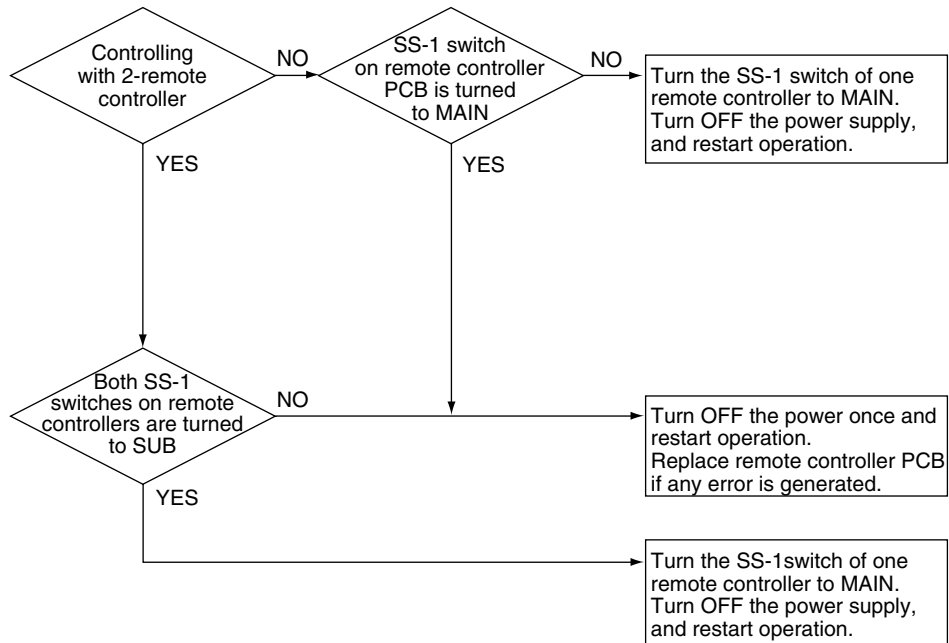 Controlling
with 2-remote
controller
NO
YES
SS-1 switch
on remote controller
PCB is turned
to MAIN
NO
YES
Turn the SS-1 switch of one
remote controller to MAIN.
Turn OFF the power supply,
and restart operation.
Both SS-1
switches on remote
controllers are turned
to SUB
NO
YES
Turn OFF the power once and
restart operation.
Replace remote controller PCB
if any error is generated.
Turn the SS-1switch of one
remote controller to MAIN.
Turn OFF the power supply,
and restart operation.